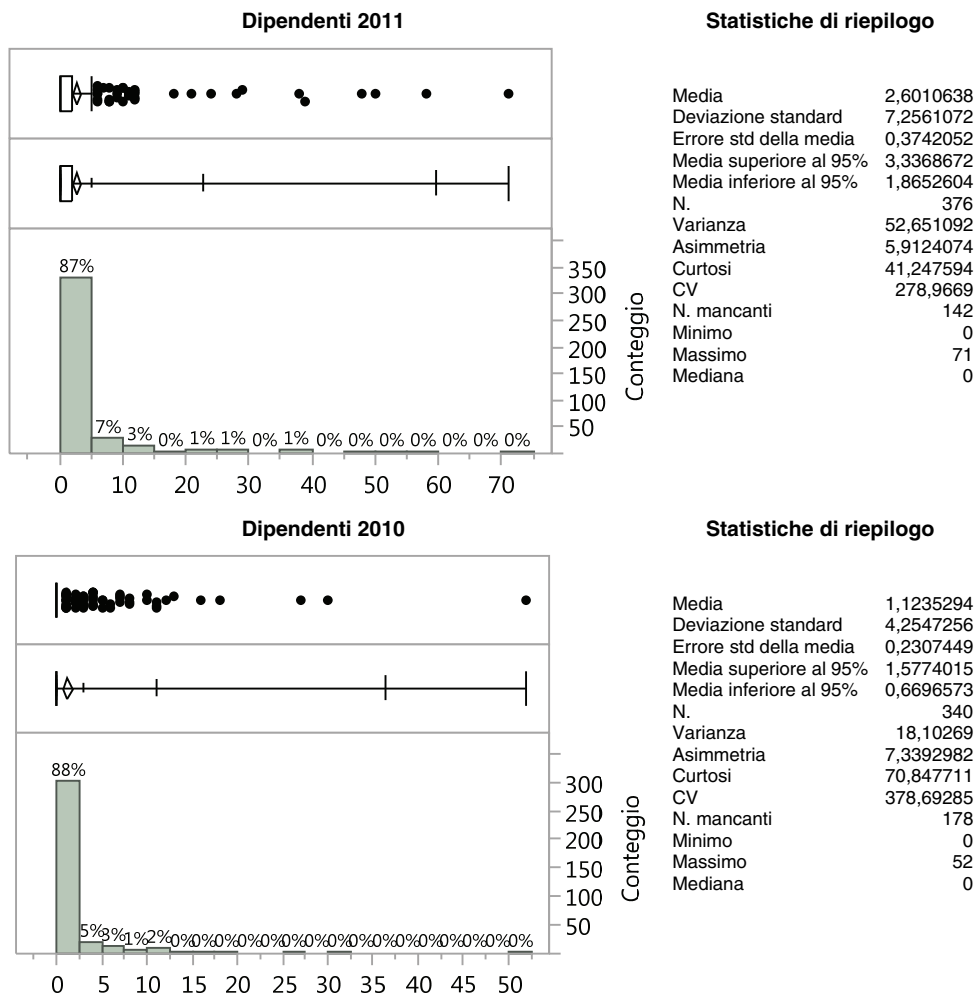 Dipendenti 2011
87%
7% 3% 0% 1% 1% 0% 1% 0% 0% 0% 0% 0% 0%
350
300
250
200
150
100
50
Conteggio
0 10 20 30 40 50 60 70
Statistiche di riepilogo
Media 2,6010638
Deviazione standard 7,2561072
Errore std della media 0,3742052
Media superiore al 95% 3,3368672
Media inferiore al 95% 1,8652604
N. 376
Varianza 52,651092
Asimmetria 5,9124074
Curtosi 41,247594
CV 278,9669
N. mancanti 142
Minimo 0
Massimo 71
Mediana 0
Dipendenti 2010
88%
5% 3% 1% 2% 0% 0% 0% 0% 0% 0% 0% 0% 0% 0% 0% 0% 0% 0% 0% 0%
300
250
200
150
100
50
Conteggio
0 5 10 15 20 25 30 35 40 45 50
Statistiche di riepilogo
Media 1,1235294
Deviazione standard 4,2547256
Errore std della media 0,2307449
Media superiore al 95% 1,5774015
Media inferiore al 95% 0,6696573
N. 340
Varianza 18,10269
Asimmetria 7,3392982
Curtosi 70,847711
CV 378,69285
N. mancanti 178
Minimo 0
Massimo 52
Mediana 0